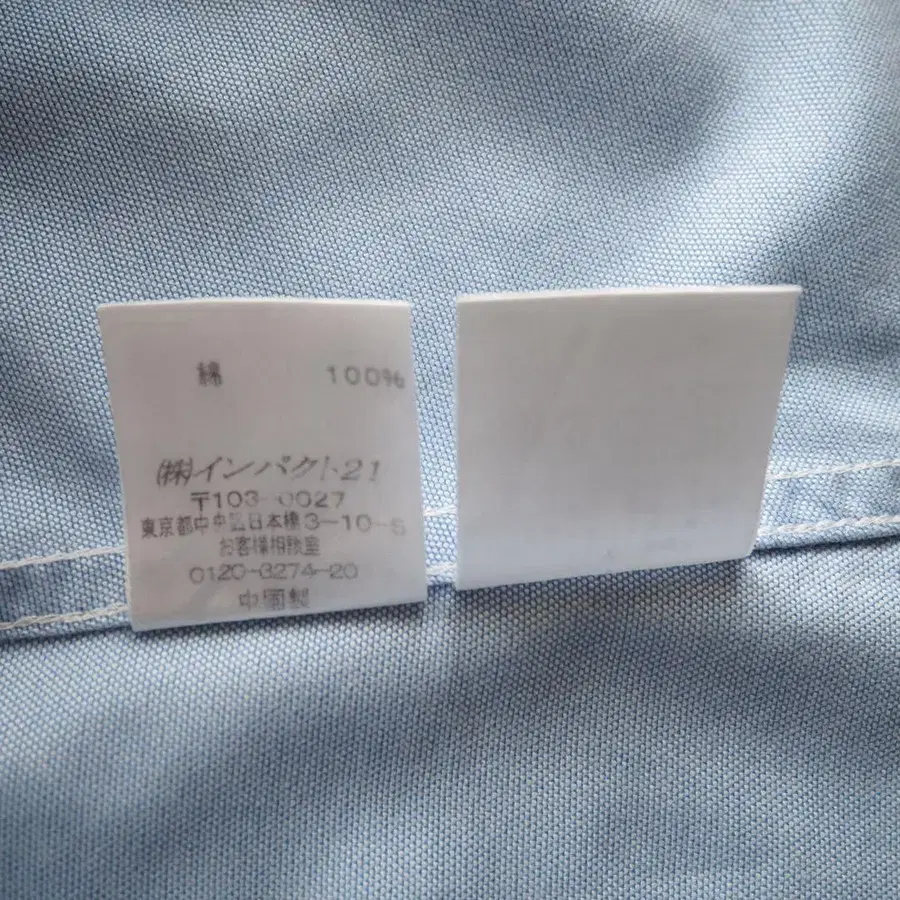 綿 100%
㈱インパクト21
〒103-0027
東京都中央区日本橋3-10-5
お客様相談室
0120-3274-20
中国製